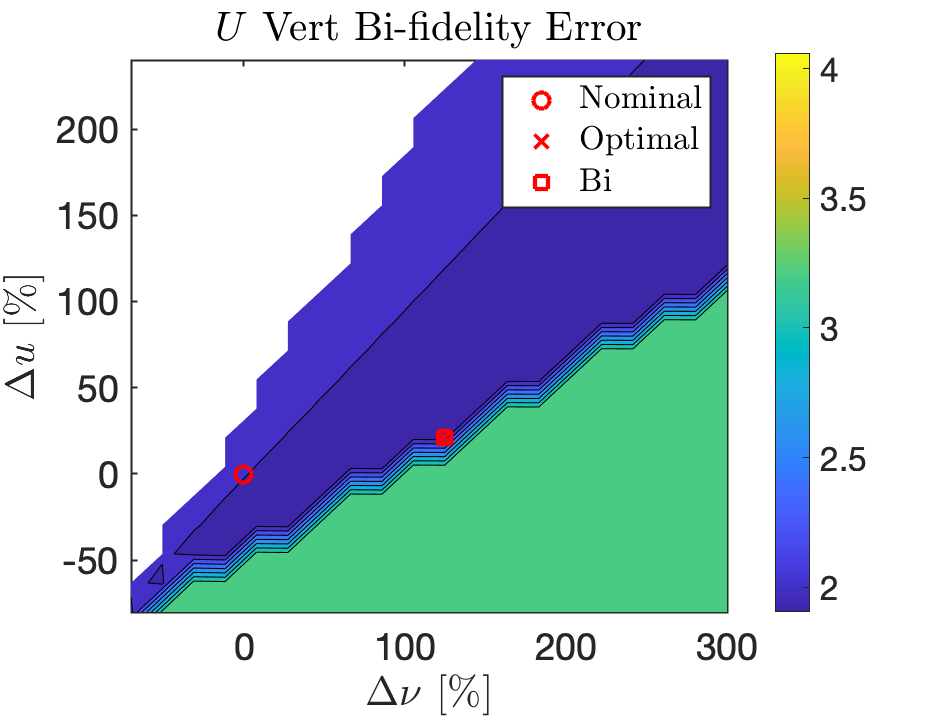 U Vert Bi-fidelity Error
Nominal
Optimal
Bi
200
150
100
50
0
-50
Δu [%]
0 100 200 300
Δν [%]
4
3.5
3
2.5
2